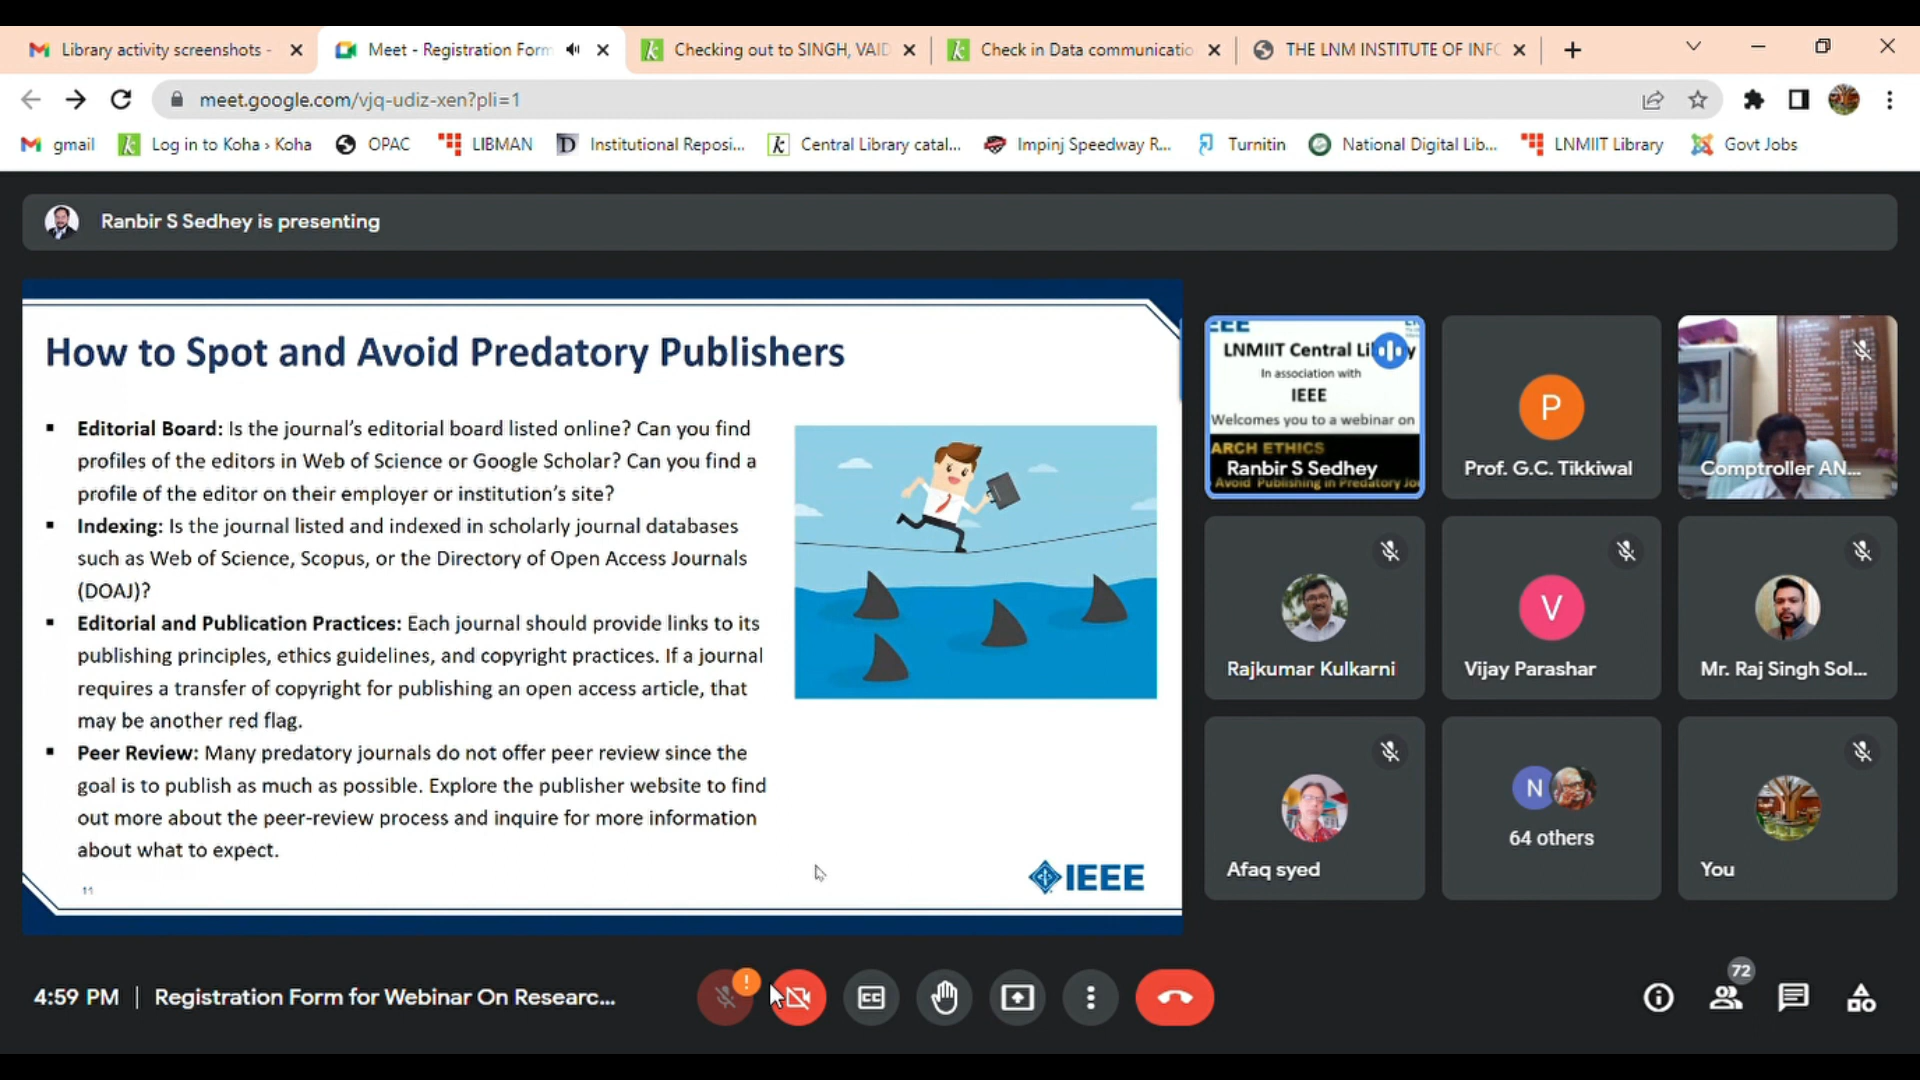 Library activity screenshots -
Meet - Registration Form
Checking out to SINGH, VAID
Check in Data communicatio
THE LNM INSTITUTE OF INFO
meet.google.com/vjq-udiz-xen?pli=1
gmail
Log in to Koha › Koha
OPAC
LIBMAN
Institutional Reposi...
Central Library catal...
Impinj Speedway R...
Turnitin
National Digital Lib...
LNMIIT Library
Govt Jobs
Ranbir S Sedhey is presenting
How to Spot and Avoid Predatory Publishers
▪ Editorial Board: Is the journal’s editorial board listed online? Can you find
profiles of the editors in Web of Science or Google Scholar? Can you find a
profile of the editor on their employer or institution’s site?
▪ Indexing: Is the journal listed and indexed in scholarly journal databases
such as Web of Science, Scopus, or the Directory of Open Access Journals
(DOAJ)?
▪ Editorial and Publication Practices: Each journal should provide links to its
publishing principles, ethics guidelines, and copyright practices. If a journal
requires a transfer of copyright for publishing an open access article, that
may be another red flag.
▪ Peer Review: Many predatory journals do not offer peer review since the
goal is to publish as much as possible. Explore the publisher website to find
out more about the peer-review process and inquire for more information
about what to expect.
11
IEEE
LNMIIT Central Li
In association with
IEEE
Welcomes you to a webinar on
ARCH ETHICS
Ranbir S Sedhey
Avoid Publishing in Predatory Jo
P
Prof. G.C. Tikkiwal
Comptroller AN...
Rajkumar Kulkarni
V
Vijay Parashar
Mr. Raj Singh Sol...
Afaq syed
N
64 others
You
4:59 PM | Registration Form for Webinar On Researc...
!
CC
72